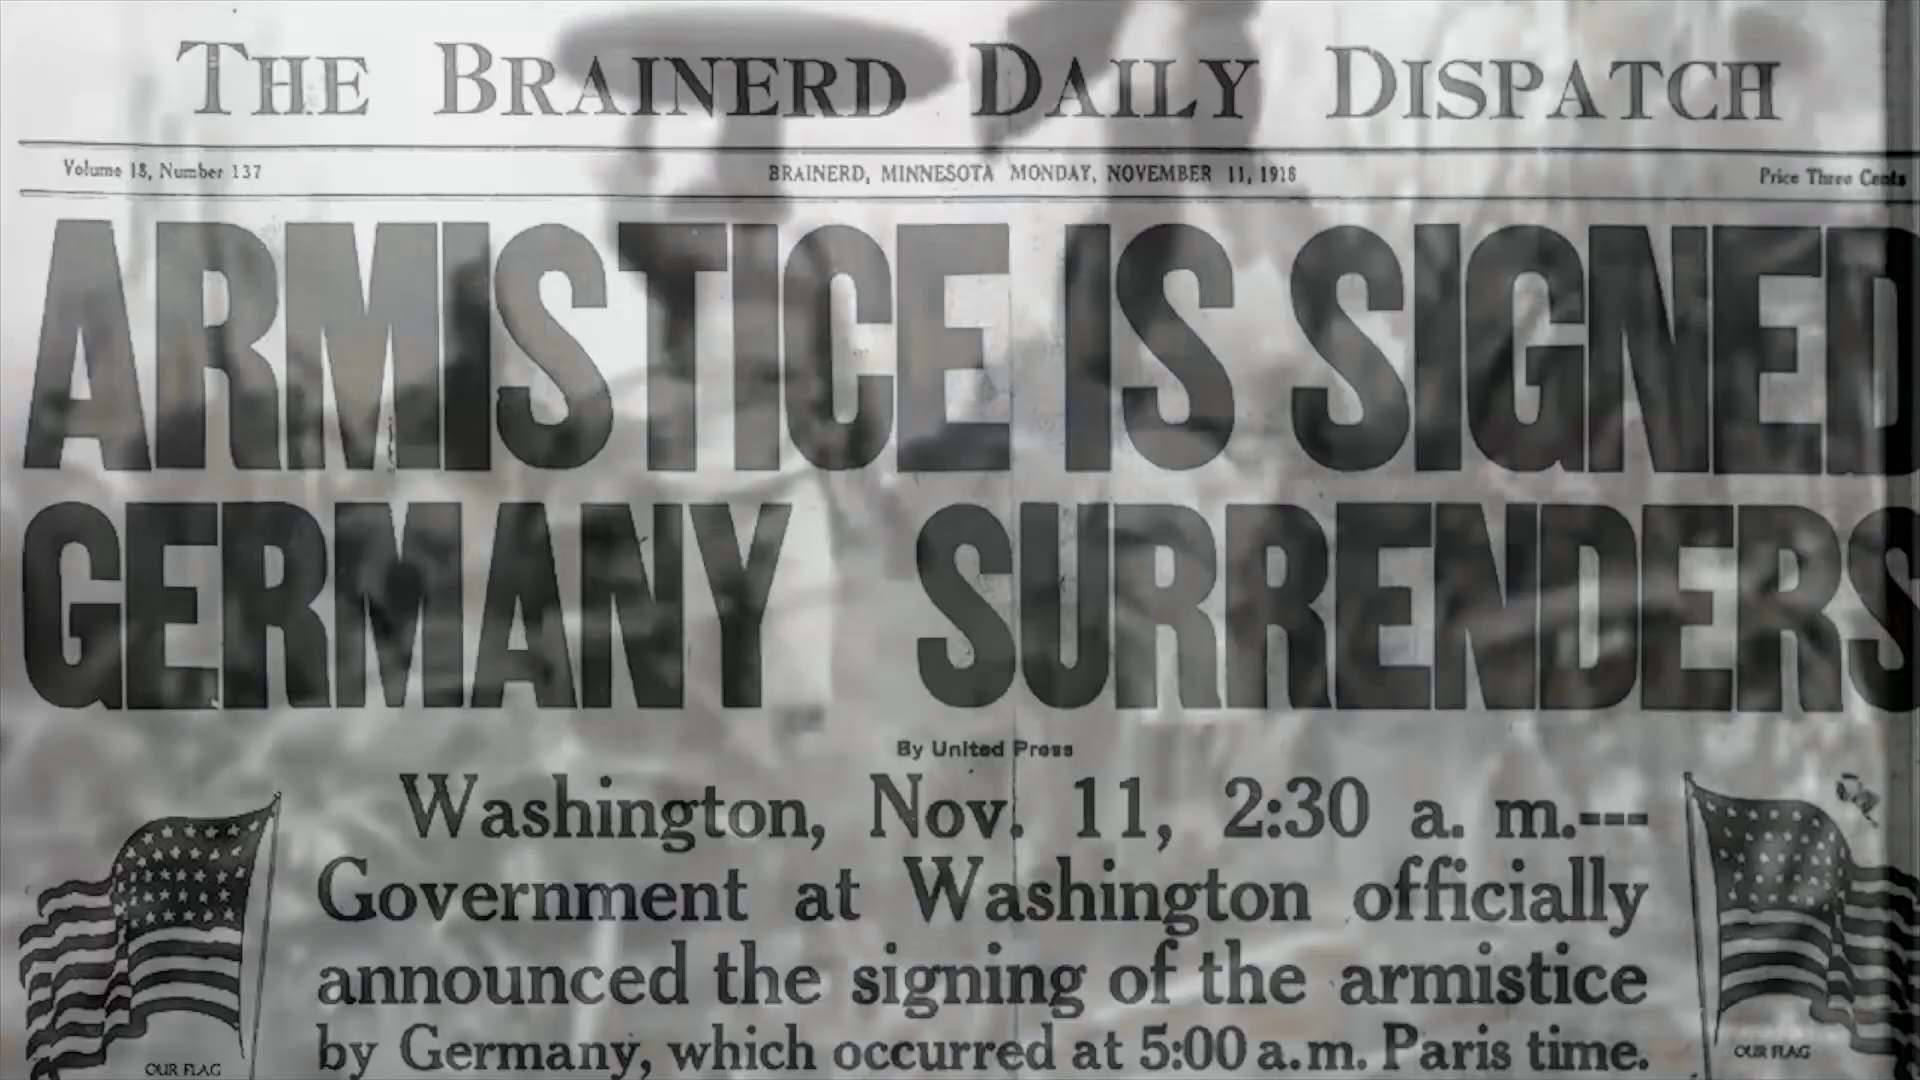 THE BRAINERD DAILY DISPATCH
Volume 18, Number 137 BRAINERD, MINNESOTA MONDAY, NOVEMBER 11, 1918 Price Three Cents
ARMISTICE IS SIGNED
GERMANY SURRENDERS
By United Press
Washington, Nov. 11, 2:30 a. m.---
Government at Washington officially
announced the signing of the armistice
by Germany, which occurred at 5:00 a.m. Paris time.
OUR FLAG
OUR FLAG